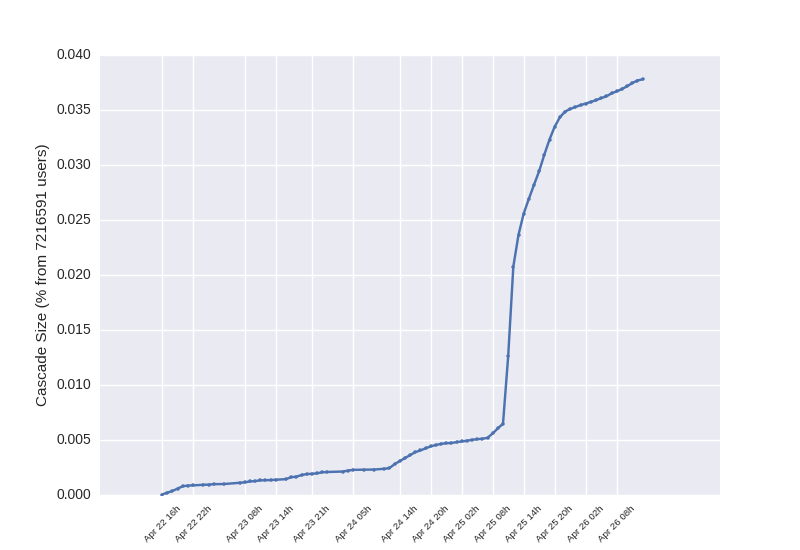 0.040
0.035
0.030
0.025
0.020
0.015
0.010
0.005
0.000
Cascade Size (% from 7216591 users)
Apr 22 16h
Apr 22 22h
Apr 23 08h
Apr 23 14h
Apr 23 21h
Apr 24 05h
Apr 24 14h
Apr 24 20h
Apr 25 02h
Apr 25 08h
Apr 25 14h
Apr 25 20h
Apr 26 02h
Apr 26 08h